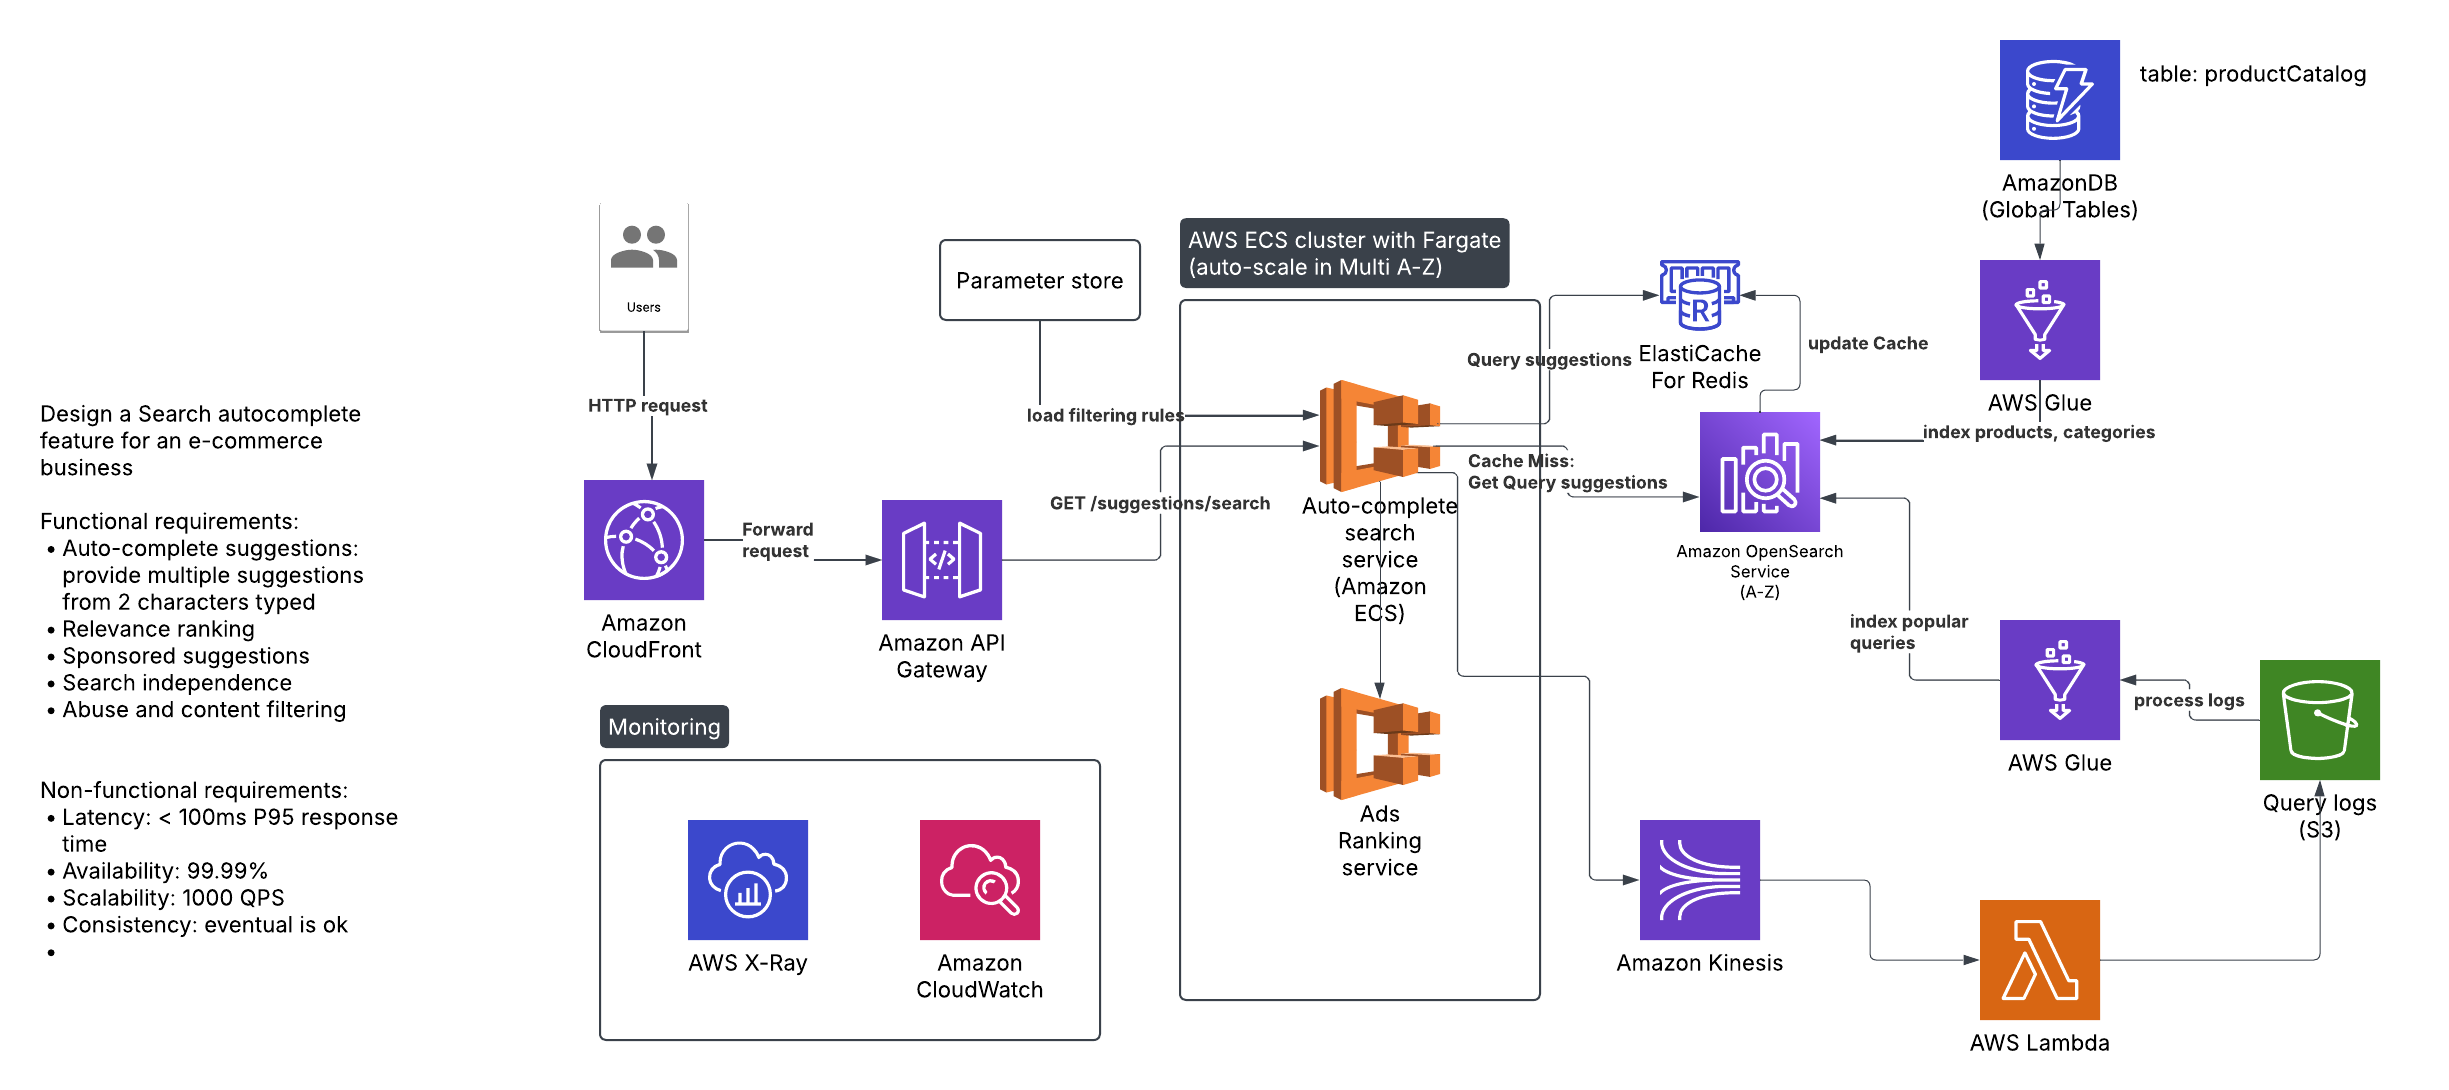 Design a Search autocomplete
feature for an e-commerce
business
Functional requirements:
• Auto-complete suggestions:
provide multiple suggestions
from 2 characters typed
• Relevance ranking
• Sponsored suggestions
• Search independence
• Abuse and content filtering
Non-functional requirements:
• Latency: < 100ms P95 response
time
• Availability: 99.99%
• Scalability: 1000 QPS
• Consistency: eventual is ok
•
Users
HTTP request
Amazon
CloudFront
Forward
request
Amazon API
Gateway
Monitoring
AWS X-Ray
Amazon
CloudWatch
Parameter store
load filtering rules
GET /suggestions/search
AWS ECS cluster with Fargate
(auto-scale in Multi A-Z)
Auto-complete
search
service
(Amazon
ECS)
Ads
Ranking
service
Query suggestions
Cache Miss:
Get Query suggestions
ElastiCache
For Redis
update Cache
Amazon OpenSearch
Service
(A-Z)
table: productCatalog
AmazonDB
(Global Tables)
AWS Glue
index products, categories
index popular
queries
AWS Glue
process logs
Query logs
(S3)
Amazon Kinesis
AWS Lambda